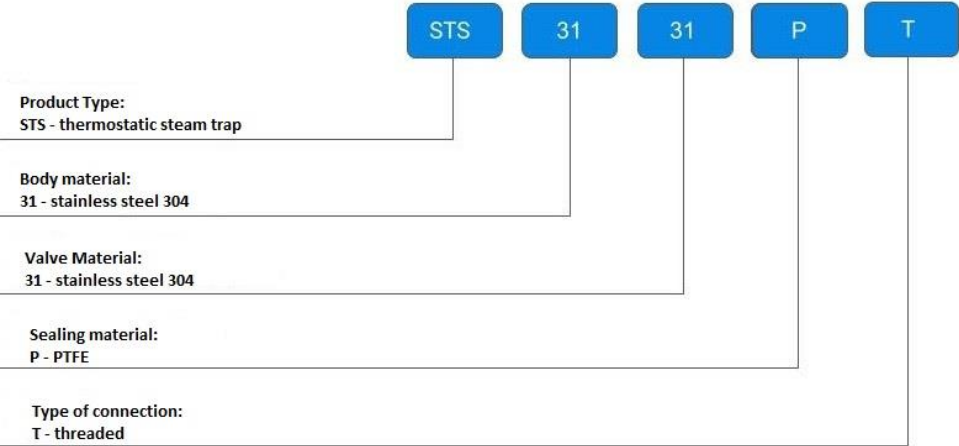 STS 31 31 P T
Product Type:
STS - thermostatic steam trap
Body material:
31 - stainless steel 304
Valve Material:
31 - stainless steel 304
Sealing material:
P - PTFE
Type of connection:
T - threaded